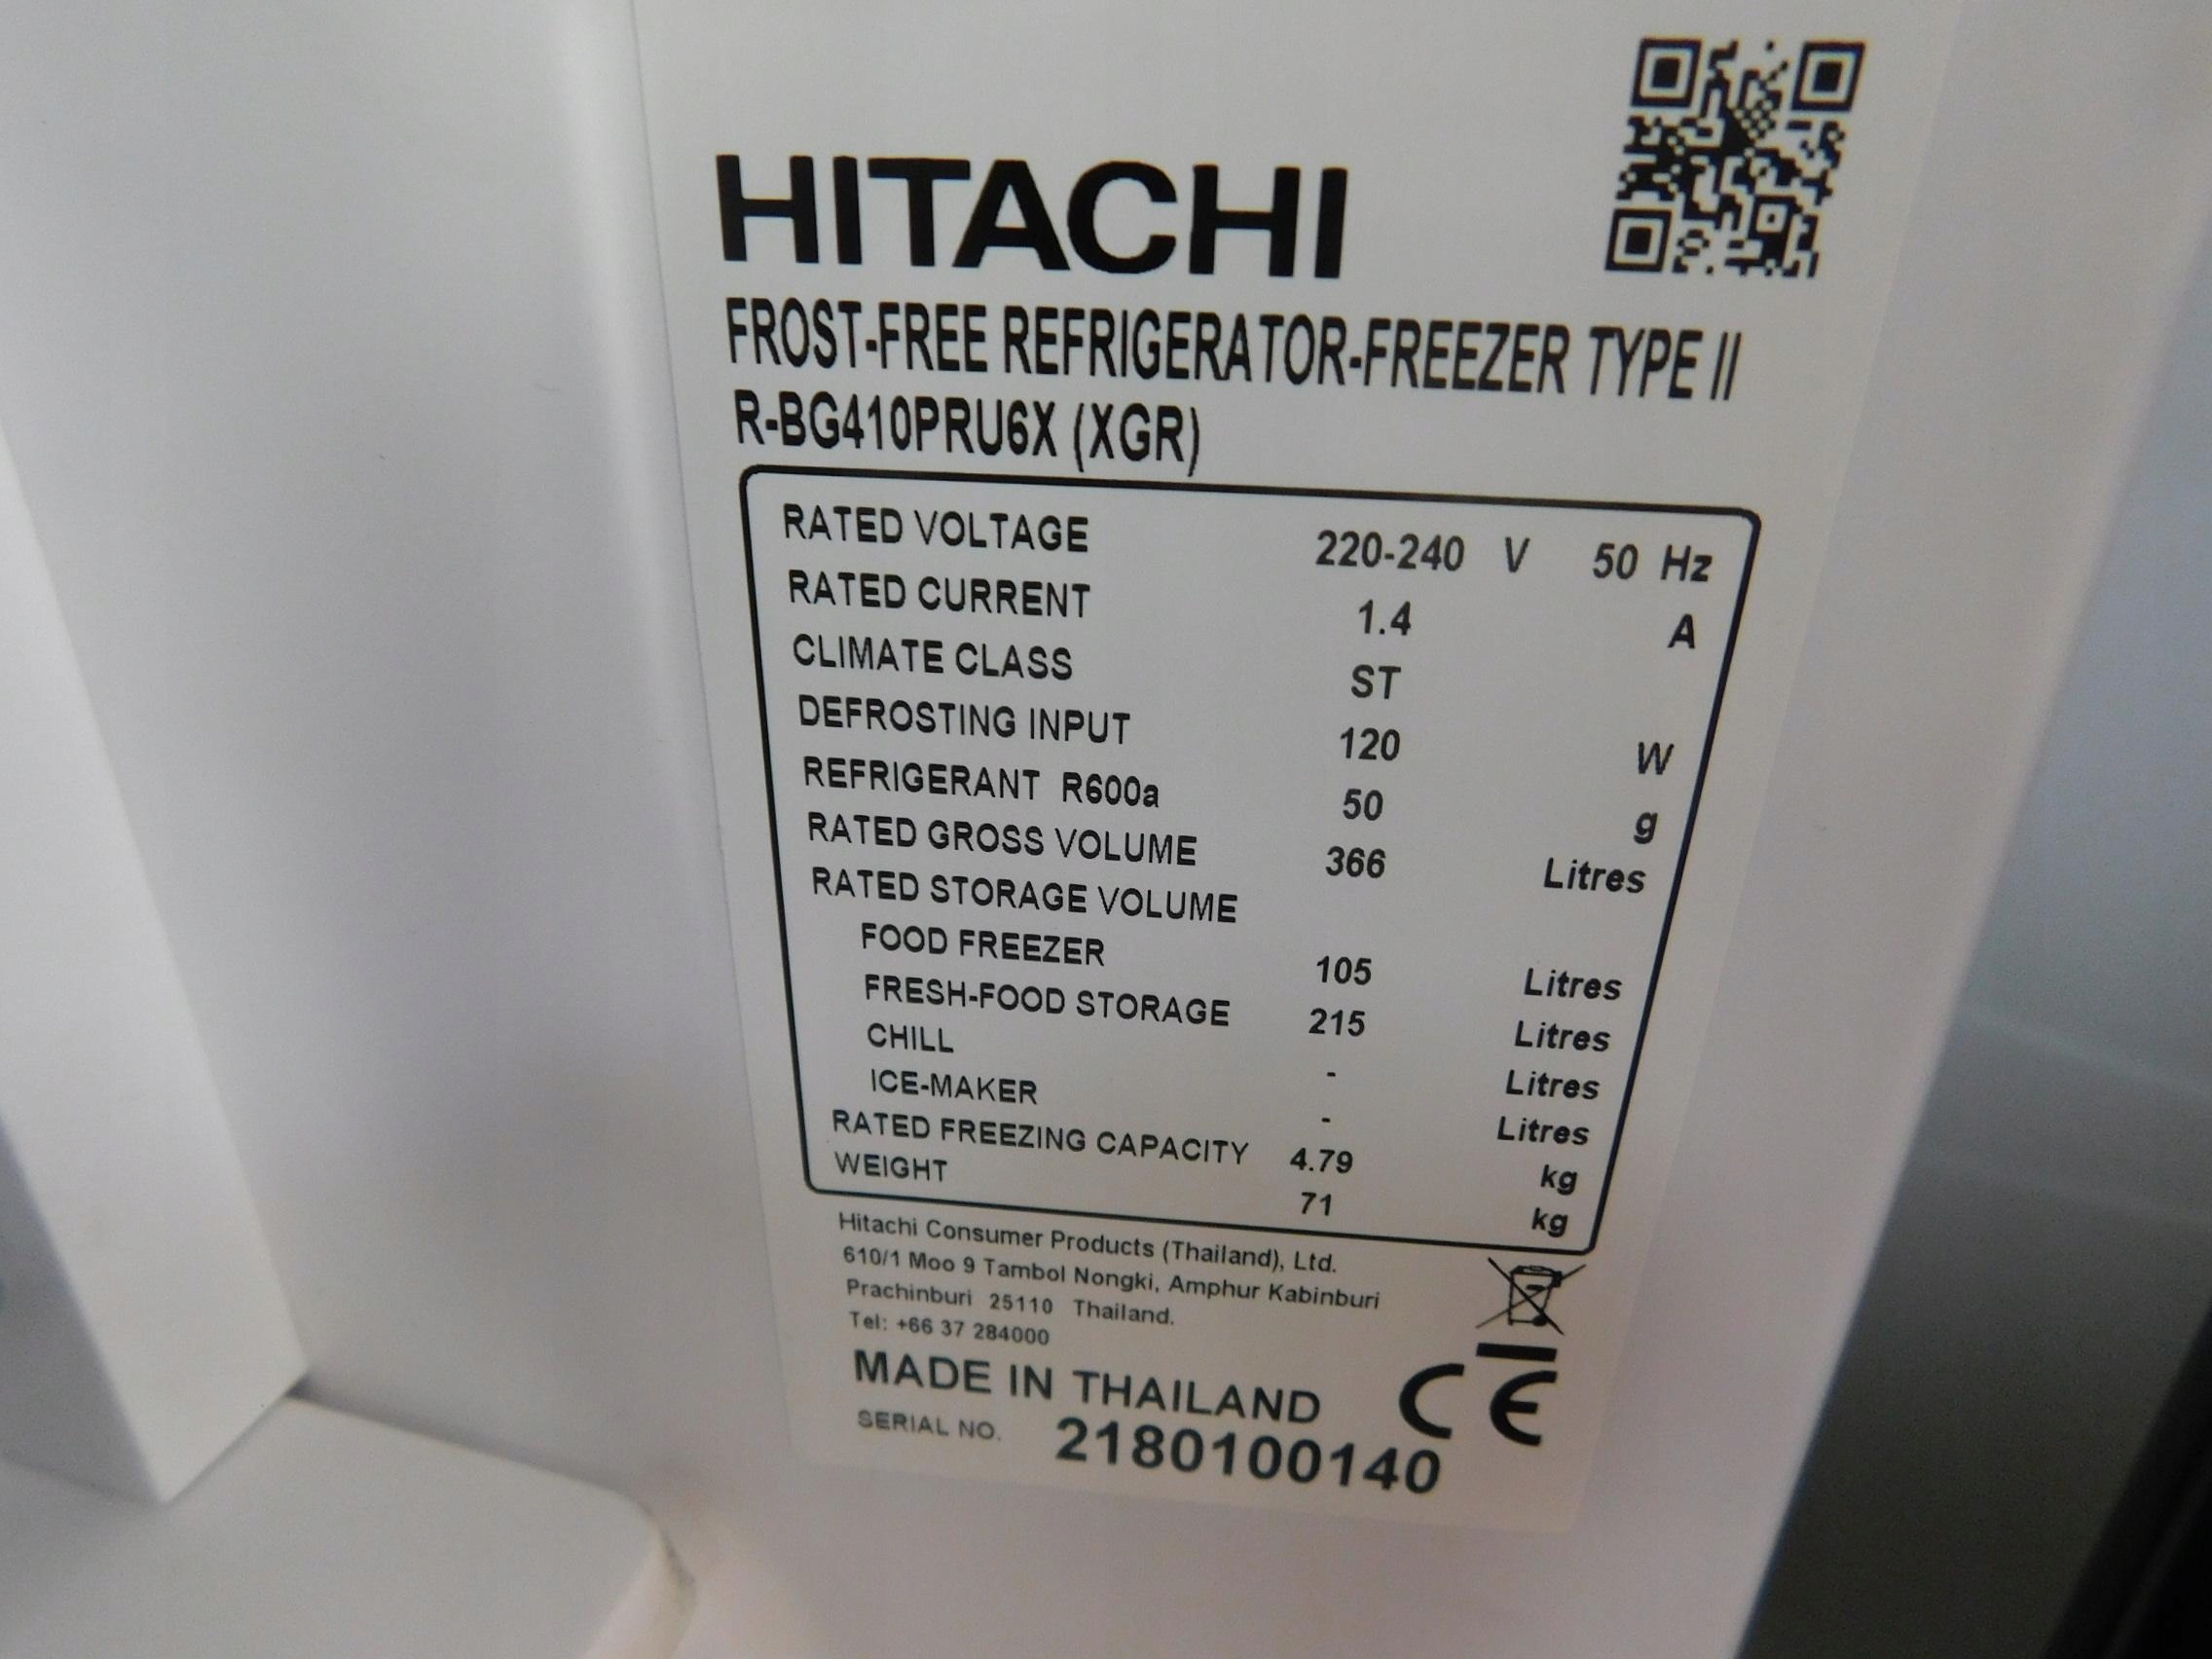 HITACHI
FROST-FREE REFRIGERATOR-FREEZER TYPE II
R-BG410PRU6X (XGR)
RATED VOLTAGE 220-240 V 50 Hz
RATED CURRENT 1.4 A
CLIMATE CLASS ST
DEFROSTING INPUT 120 W
REFRIGERANT R600a 50 g
RATED GROSS VOLUME 366 Litres
RATED STORAGE VOLUME
FOOD FREEZER 105 Litres
FRESH-FOOD STORAGE 215 Litres
CHILL - Litres
ICE-MAKER - Litres
RATED FREEZING CAPACITY 4.79 kg
WEIGHT 71 kg
Hitachi Consumer Products (Thailand), Ltd.
610/1 Moo 9 Tambol Nongki, Amphur Kabinburi
Prachinburi 25110 Thailand.
Tel: +66 37 284000
MADE IN THAILAND CE
SERIAL NO. 2180100140